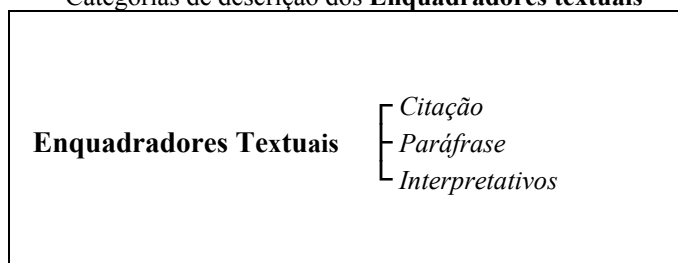 Categorias de descrição dos Enquadradores textuais
Enquadradores Textuais
Citação
Paráfrase
Interpretativos